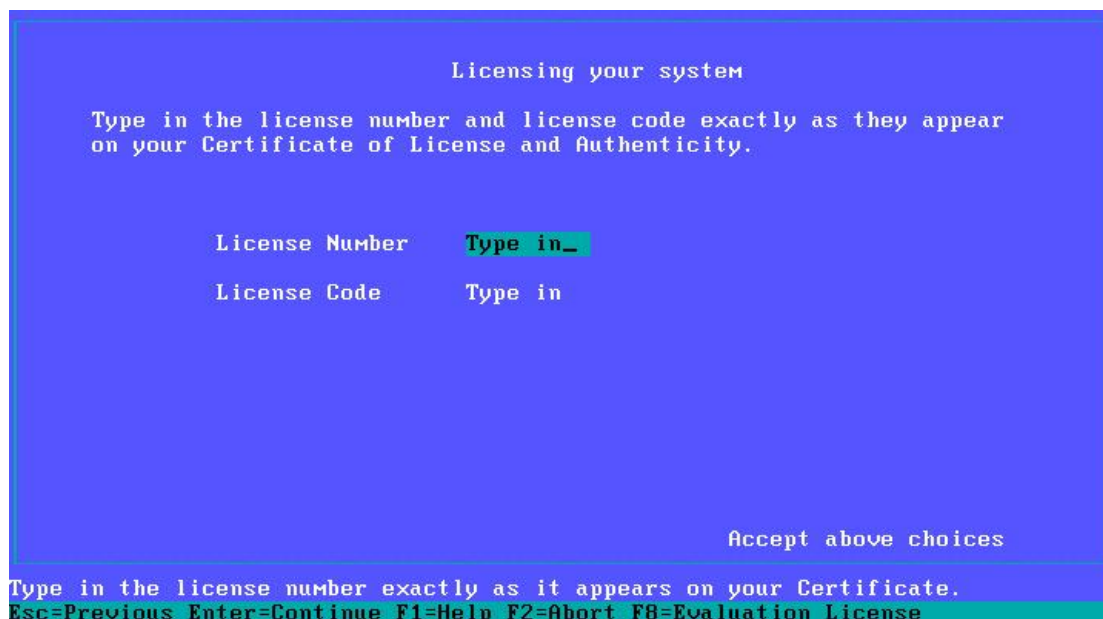 Licensing your system
Type in the license number and license code exactly as they appear
on your Certificate of License and Authenticity.
License Number Type in_
License Code Type in
Accept above choices
Type in the license number exactly as it appears on your Certificate.
Esc=Previous Enter=Continue F1=Help F2=Abort F8=Evaluation License